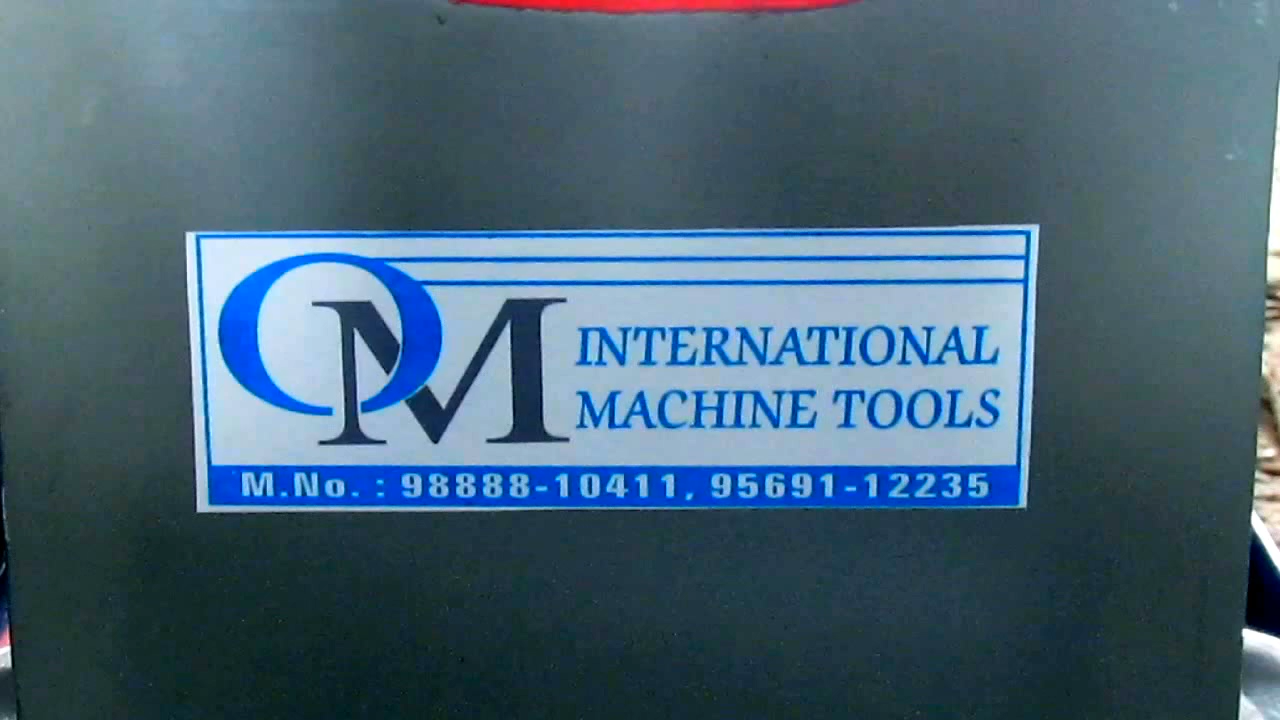 OM INTERNATIONAL
MACHINE TOOLS
M.No. : 98888-10411, 95691-12235